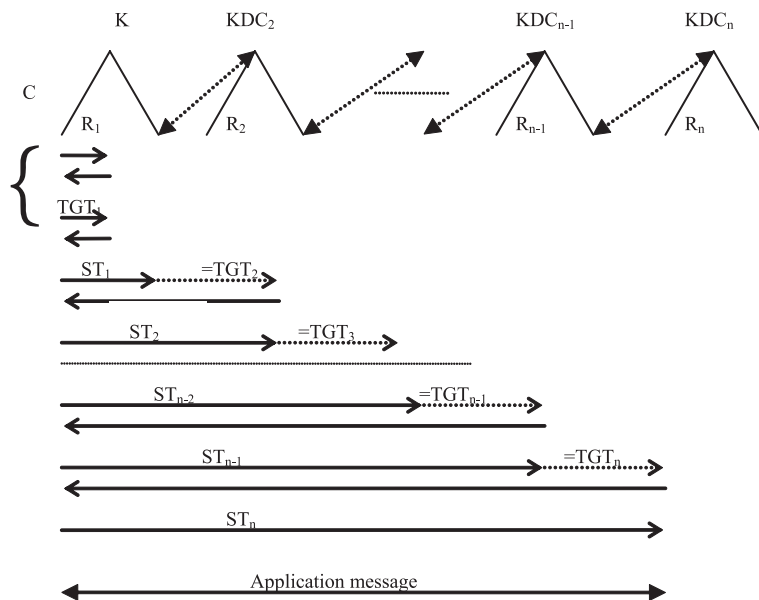 K KDC₂ KDCₙ₋₁ KDCₙ
C
R₁ R₂ Rₙ₋₁ Rₙ
{
TGT₁
ST₁ =TGT₂
ST₂ =TGT₃
STₙ₋₂ =TGTₙ₋₁
STₙ₋₁ =TGTₙ
STₙ
Application message